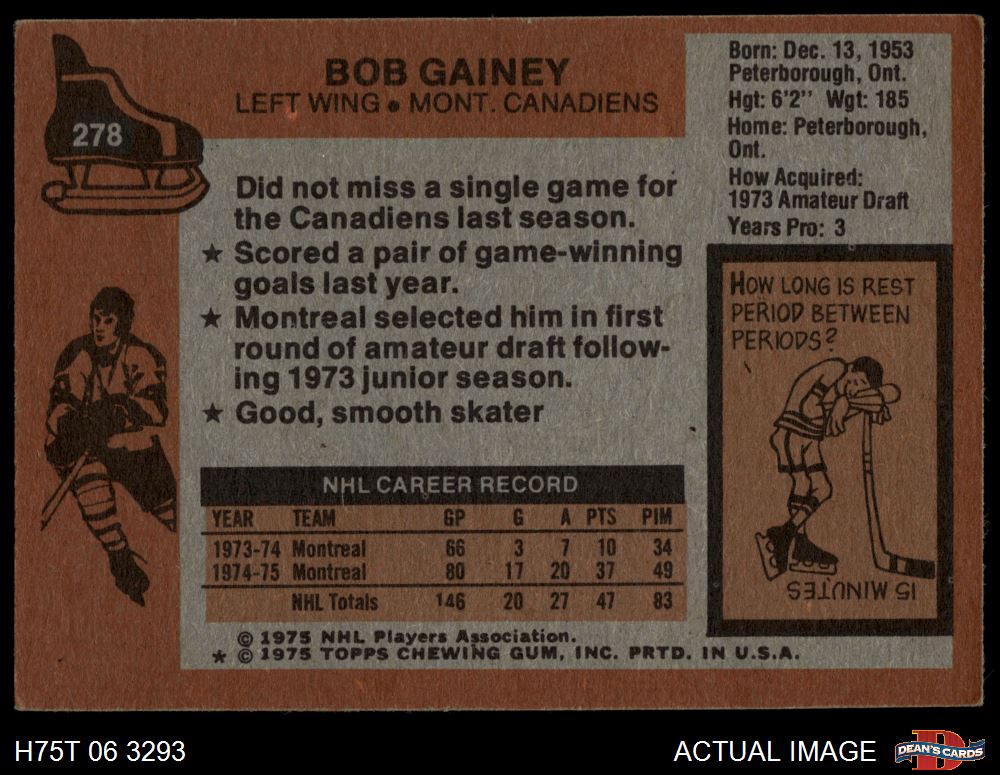 278
BOB GAINEY
LEFT WING • MONT. CANADIENS
Born: Dec. 13, 1953
Peterborough, Ont.
Hgt: 6'2" Wgt: 185
Home: Peterborough,
Ont.
How Acquired:
1973 Amateur Draft
Years Pro: 3
Did not miss a single game for
the Canadiens last season.
★ Scored a pair of game-winning
goals last year.
★ Montreal selected him in first
round of amateur draft follow-
ing 1973 junior season.
★ Good, smooth skater
HOW LONG IS REST
PERIOD BETWEEN
PERIODS?
15 MINUTES
NHL CAREER RECORD
YEAR TEAM GP G A PTS PIM
1973-74 Montreal 66 3 7 10 34
1974-75 Montreal 80 17 20 37 49
NHL Totals 146 20 27 47 83
© 1975 NHL Players Association.
★ © 1975 TOPPS CHEWING GUM, INC. PRTD. IN U.S.A.
H75T 06 3293
ACTUAL IMAGE
D
DEAN'S CARDS